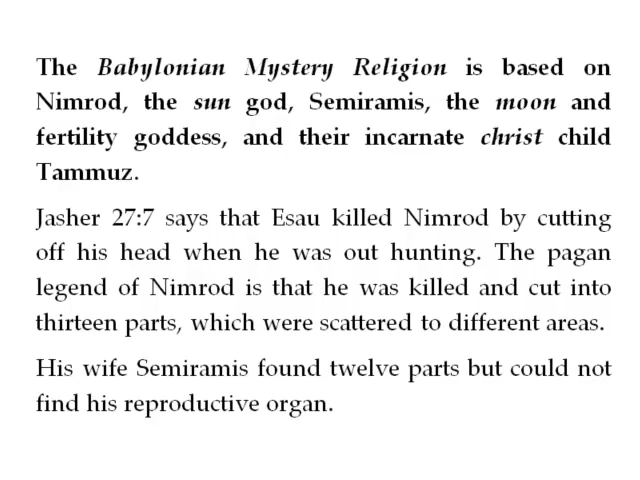 The Babylonian Mystery Religion is based on
Nimrod, the sun god, Semiramis, the moon and
fertility goddess, and their incarnate christ child
Tammuz.
Jasher 27:7 says that Esau killed Nimrod by cutting
off his head when he was out hunting. The pagan
legend of Nimrod is that he was killed and cut into
thirteen parts, which were scattered to different areas.
His wife Semiramis found twelve parts but could not
find his reproductive organ.